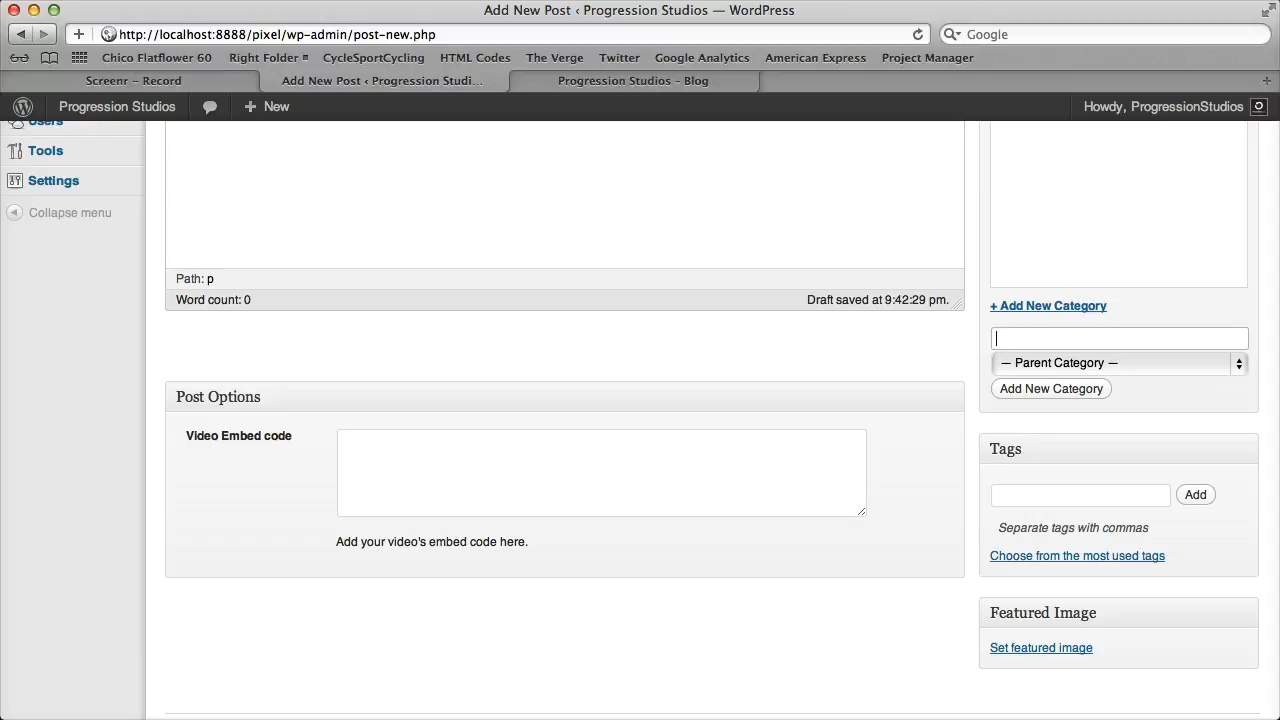 Add New Post ‹ Progression Studios — WordPress
http://localhost:8888/pixel/wp-admin/post-new.php
Google
Chico Flatflower 60 Right Folder CycleSportCycling HTML Codes The Verge Twitter Google Analytics American Express Project Manager
Screenr – Record
Add New Post ‹ Progression Studi...
Progression Studios – Blog
Progression Studios
New
Howdy, ProgressionStudios
Users
Tools
Settings
Collapse menu
Path: p
Word count: 0
Draft saved at 9:42:29 pm.
+ Add New Category
— Parent Category —
Add New Category
Post Options
Video Embed code
Add your video's embed code here.
Tags
Add
Separate tags with commas
Choose from the most used tags
Featured Image
Set featured image